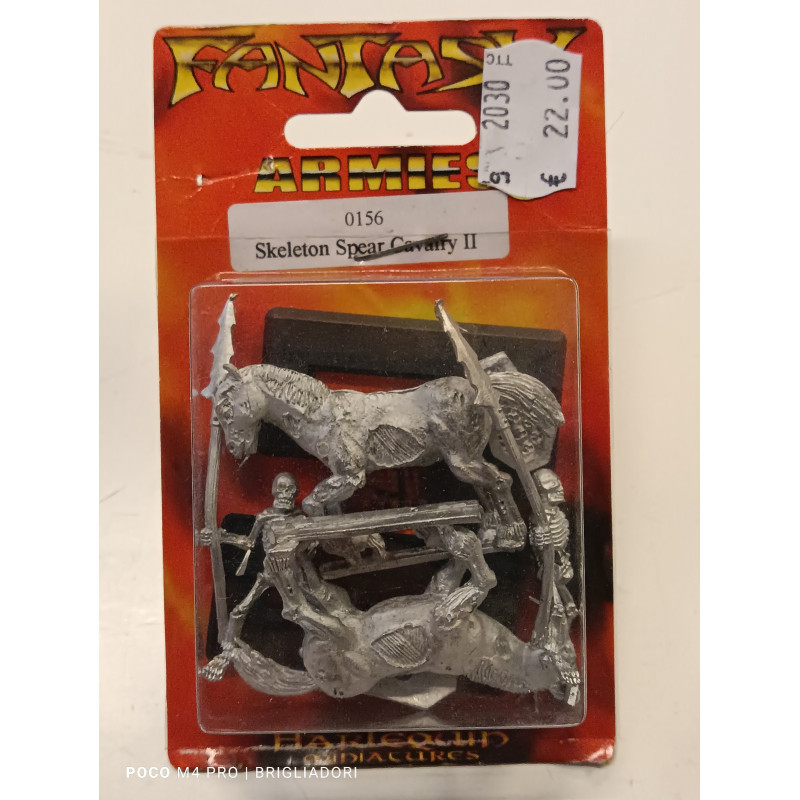 FANTASY
ARMIES
2030
€ 22.00
0156
Skeleton Spear Cavalry II
HARLEQUIN
MINIATURES
POCO M4 PRO | BRIGLIADORI